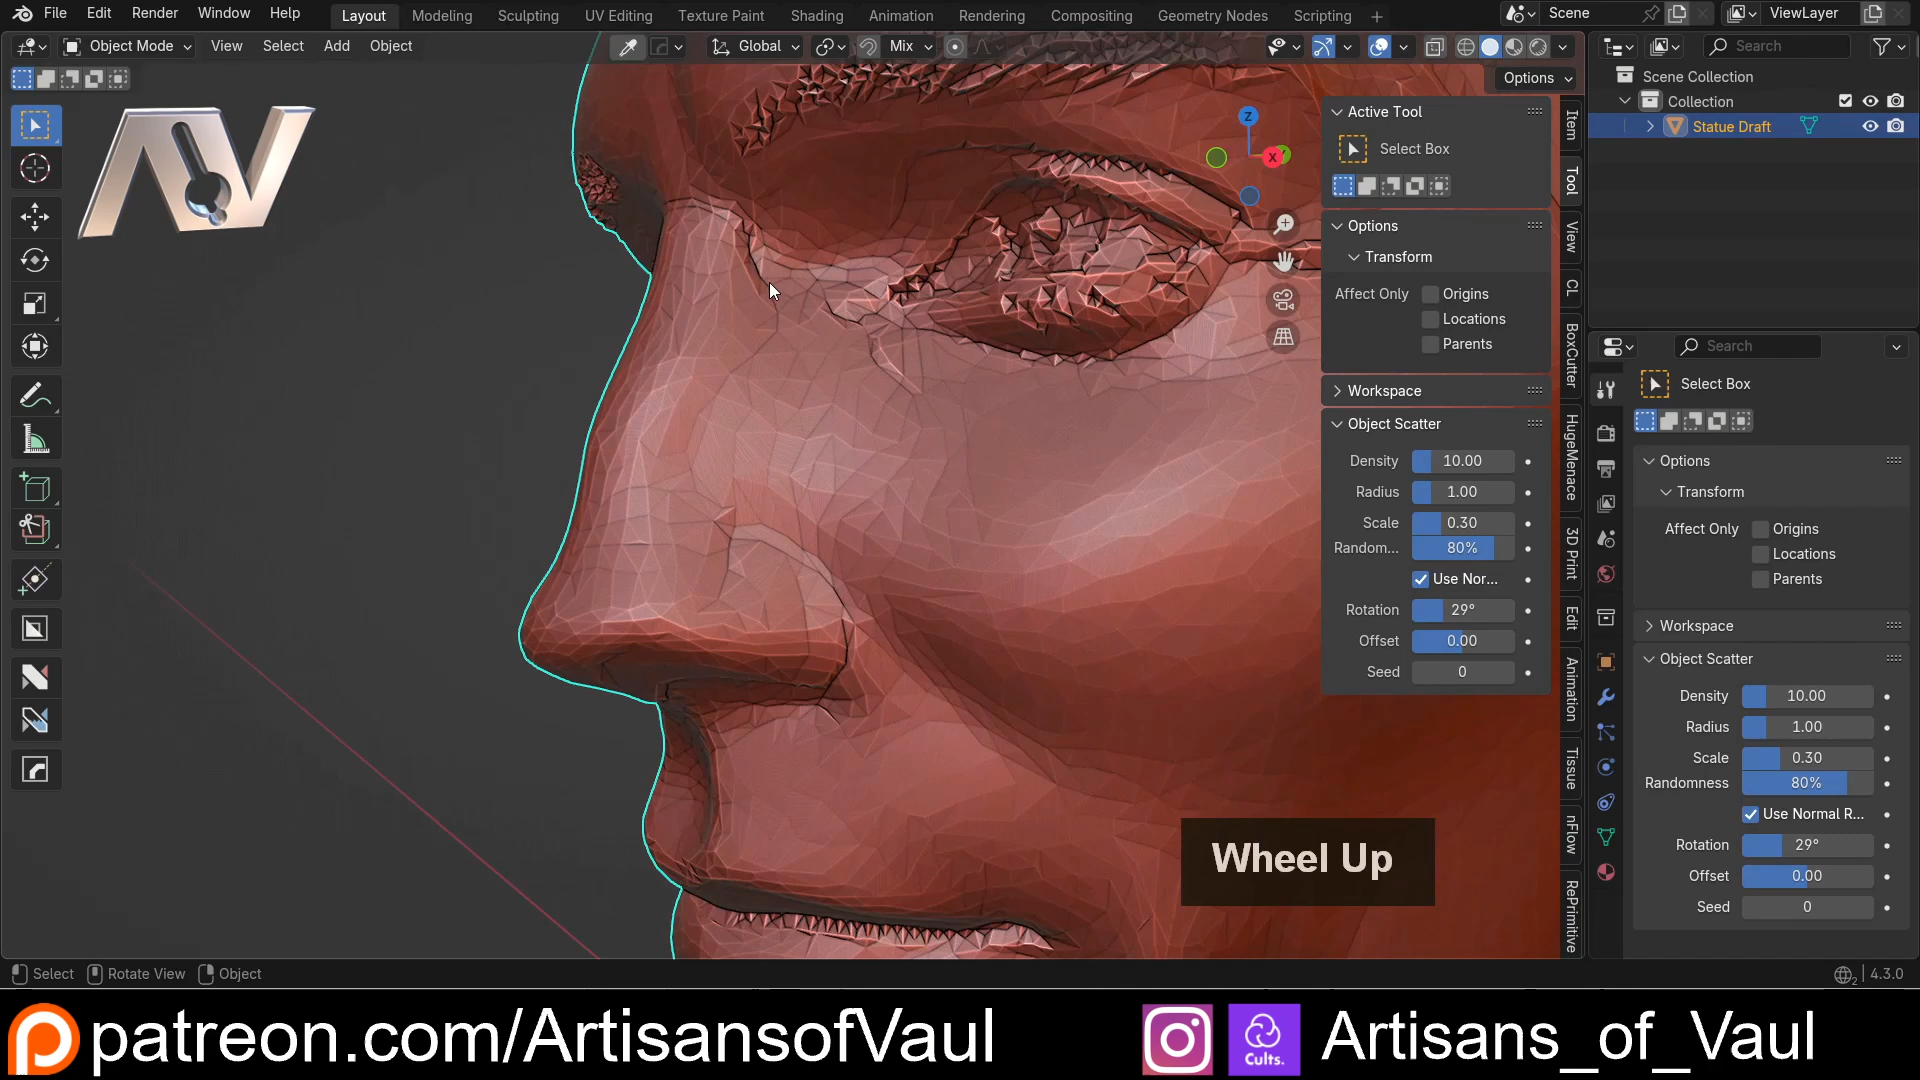 File Edit Render Window Help
Layout Modeling Sculpting UV Editing Texture Paint Shading Animation Rendering Compositing Geometry Nodes Scripting +
Scene
ViewLayer
Object Mode View Select Add Object
Global
Mix
Search
Options
Scene Collection
Collection
Statue Draft
AV
Z
X
Active Tool
Select Box
Options
Transform
Affect Only Origins
Locations
Parents
Workspace
Object Scatter
Density 10.00
Radius 1.00
Scale 0.30
Random... 80%
Use Nor...
Rotation 29°
Offset 0.00
Seed 0
Item
Tool
View
CL
BoxCutter
HugeMenace
3D Print
Edit
Animation
Tissue
nFlow
RePrimitive
Search
Select Box
Options
Transform
Affect Only Origins
Locations
Parents
Workspace
Object Scatter
Density 10.00
Radius 1.00
Scale 0.30
Randomness 80%
Use Normal R...
Rotation 29°
Offset 0.00
Seed 0
Wheel Up
Select Rotate View Object
2 4.3.0
patreon.com/ArtisansofVaul
Cults.
Artisans_of_Vaul